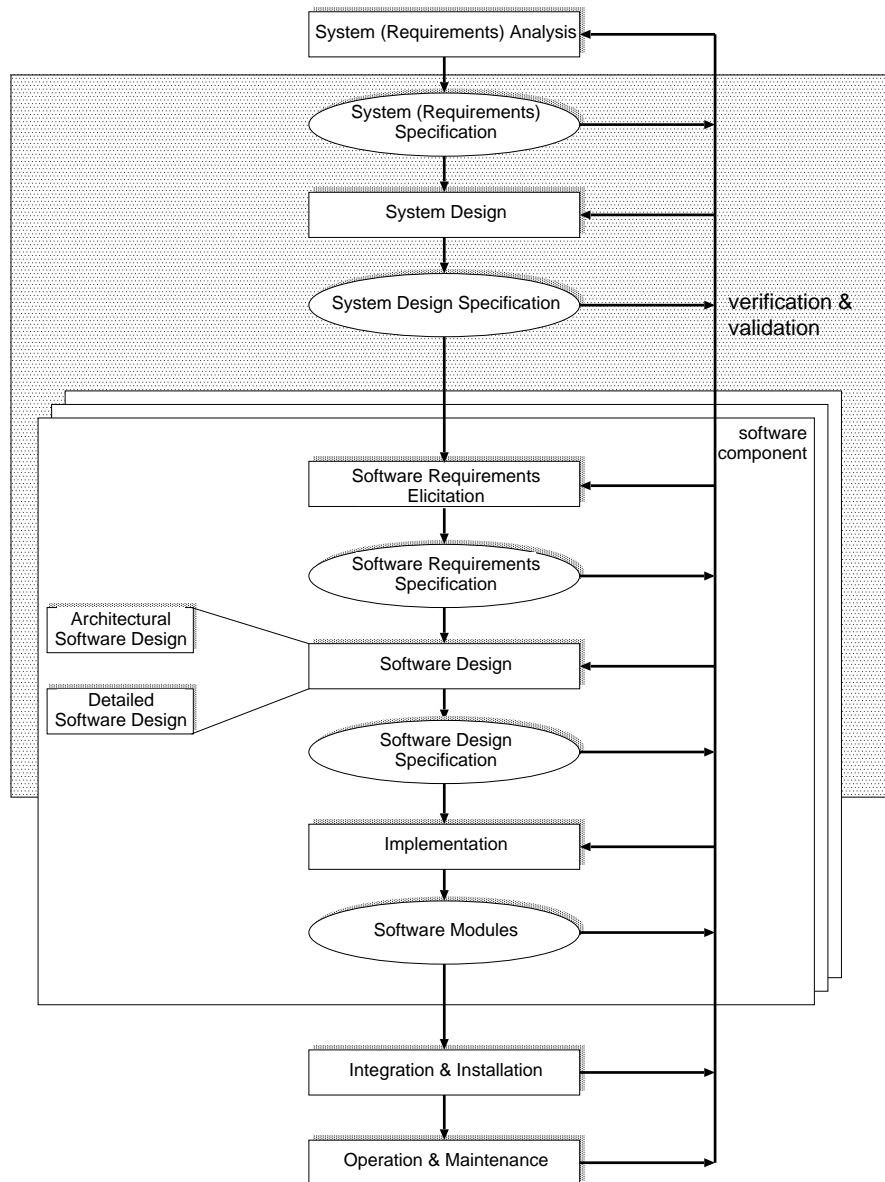 System (Requirements) Analysis
System (Requirements)
Specification
System Design
System Design Specification
verification &
validation
software
component
Software Requirements
Elicitation
Software Requirements
Specification
Architectural
Software Design
Software Design
Detailed
Software Design
Software Design
Specification
Implementation
Software Modules
Integration & Installation
Operation & Maintenance